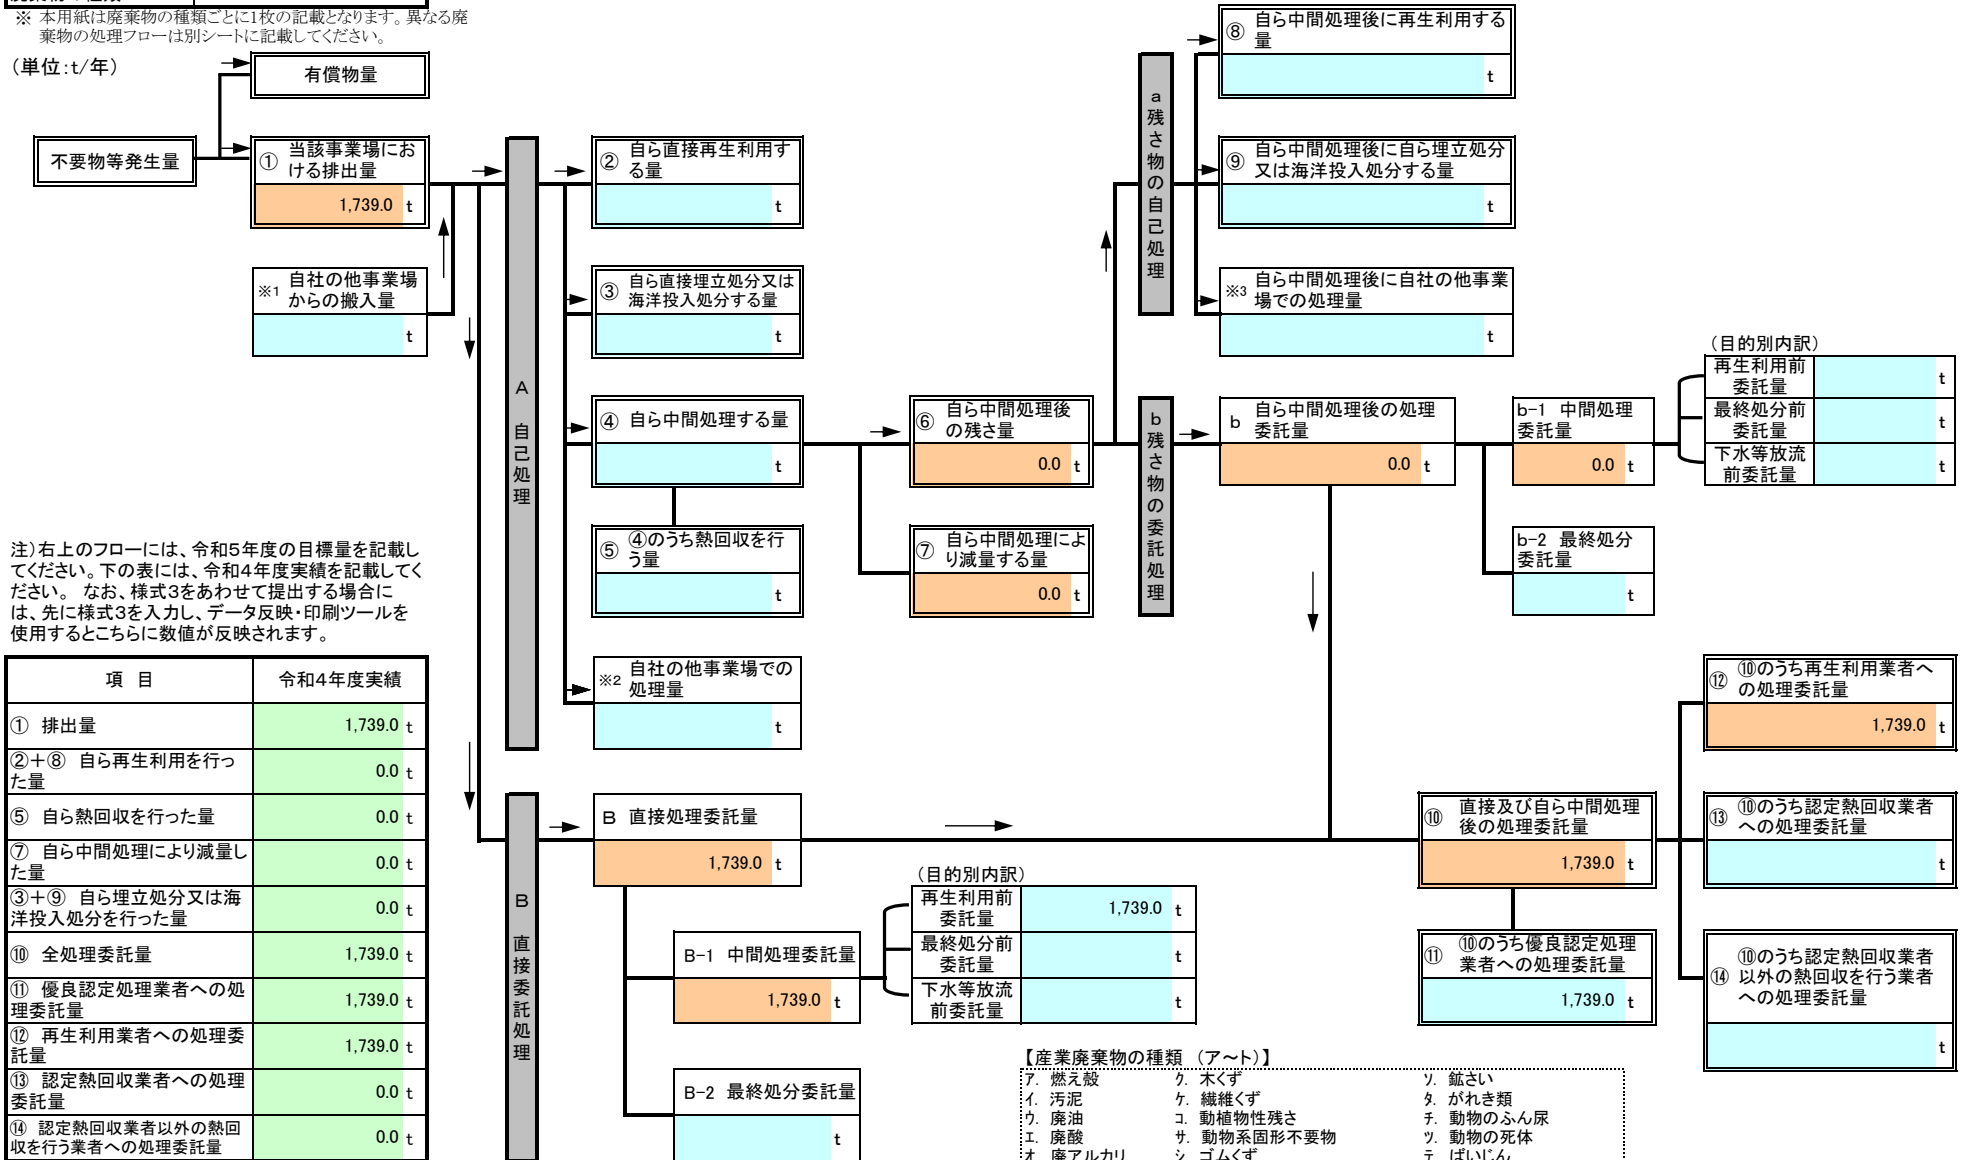 ※ 本用紙は廃棄物の種類ごとに1枚の記載となります。異なる廃
棄物の処理フローは別シートに記載してください。
（単位:t/年）
有償物量
不要物等発生量
① 当該事業場にお
ける排出量
1,739.0 t
※1 自社の他事業場
からの搬入量
t
A 自己処理
② 自ら直接再生利用す
る量
t
③ 自ら直接埋立処分又は
海洋投入処分する量
t
④ 自ら中間処理する量
t
⑤ ④のうち熱回収を行
う量
t
※2 自社の他事業場での
処理量
t
⑥ 自ら中間処理後
の残さ量
0.0 t
⑦ 自ら中間処理によ
り減量する量
0.0 t
a 残さ物の自己処理
⑧ 自ら中間処理後に再生利用する
量
t
⑨ 自ら中間処理後に自ら埋立処分
又は海洋投入処分する量
t
※3 自ら中間処理後に自社の他事業
場での処理量
t
b 残さ物の委託処理
b 自ら中間処理後の処理
委託量
0.0 t
b-1 中間処理
委託量
0.0 t
（目的別内訳）
再生利用前
委託量
t
最終処分前
委託量
t
下水等放流
前委託量
t
b-2 最終処分
委託量
t
注）右上のフローには、令和5年度の目標量を記載し
てください。下の表には、令和4年度実績を記載してく
ださい。 なお、様式3をあわせて提出する場合に
は、先に様式3を入力し、データ反映・印刷ツールを
使用するとこちらに数値が反映されます。
項 目 令和4年度実績
① 排出量 1,739.0 t
②＋⑧ 自ら再生利用を行っ
た量 0.0 t
⑤ 自ら熱回収を行った量 0.0 t
⑦ 自ら中間処理により減量し
た量 0.0 t
③＋⑨ 自ら埋立処分又は海
洋投入処分を行った量 0.0 t
⑩ 全処理委託量 1,739.0 t
⑪ 優良認定処理業者への処
理委託量 1,739.0 t
⑫ 再生利用業者への処理委
託量 1,739.0 t
⑬ 認定熱回収業者への処理
委託量 0.0 t
⑭ 認定熱回収業者以外の熱回
収を行う業者への処理委託量 0.0 t
B 直接委託処理
B 直接処理委託量
1,739.0 t
B-1 中間処理委託量
1,739.0 t
（目的別内訳）
再生利用前
委託量
1,739.0 t
最終処分前
委託量
t
下水等放流
前委託量
t
B-2 最終処分委託量
t
⑩ 直接及び自ら中間処理
後の処理委託量
1,739.0 t
⑪ ⑩のうち優良認定処理
業者への処理委託量
1,739.0 t
⑫ ⑩のうち再生利用業者へ
の処理委託量
1,739.0 t
⑬ ⑩のうち認定熱回収業者
への処理委託量
t
⑭ ⑩のうち認定熱回収業者
以外の熱回収を行う業者
への処理委託量
t
【産業廃棄物の種類 （ア～ト）】
ア. 燃え殻 ク. 木くず ソ. 鉱さい
イ. 汚泥 ケ. 繊維くず タ. がれき類
ウ. 廃油 コ. 動植物性残さ チ. 動物のふん尿
エ. 廃酸 サ. 動物系固形不要物 ツ. 動物の死体
オ. 廃アルカリ シ. ゴムくず テ. ばいじん